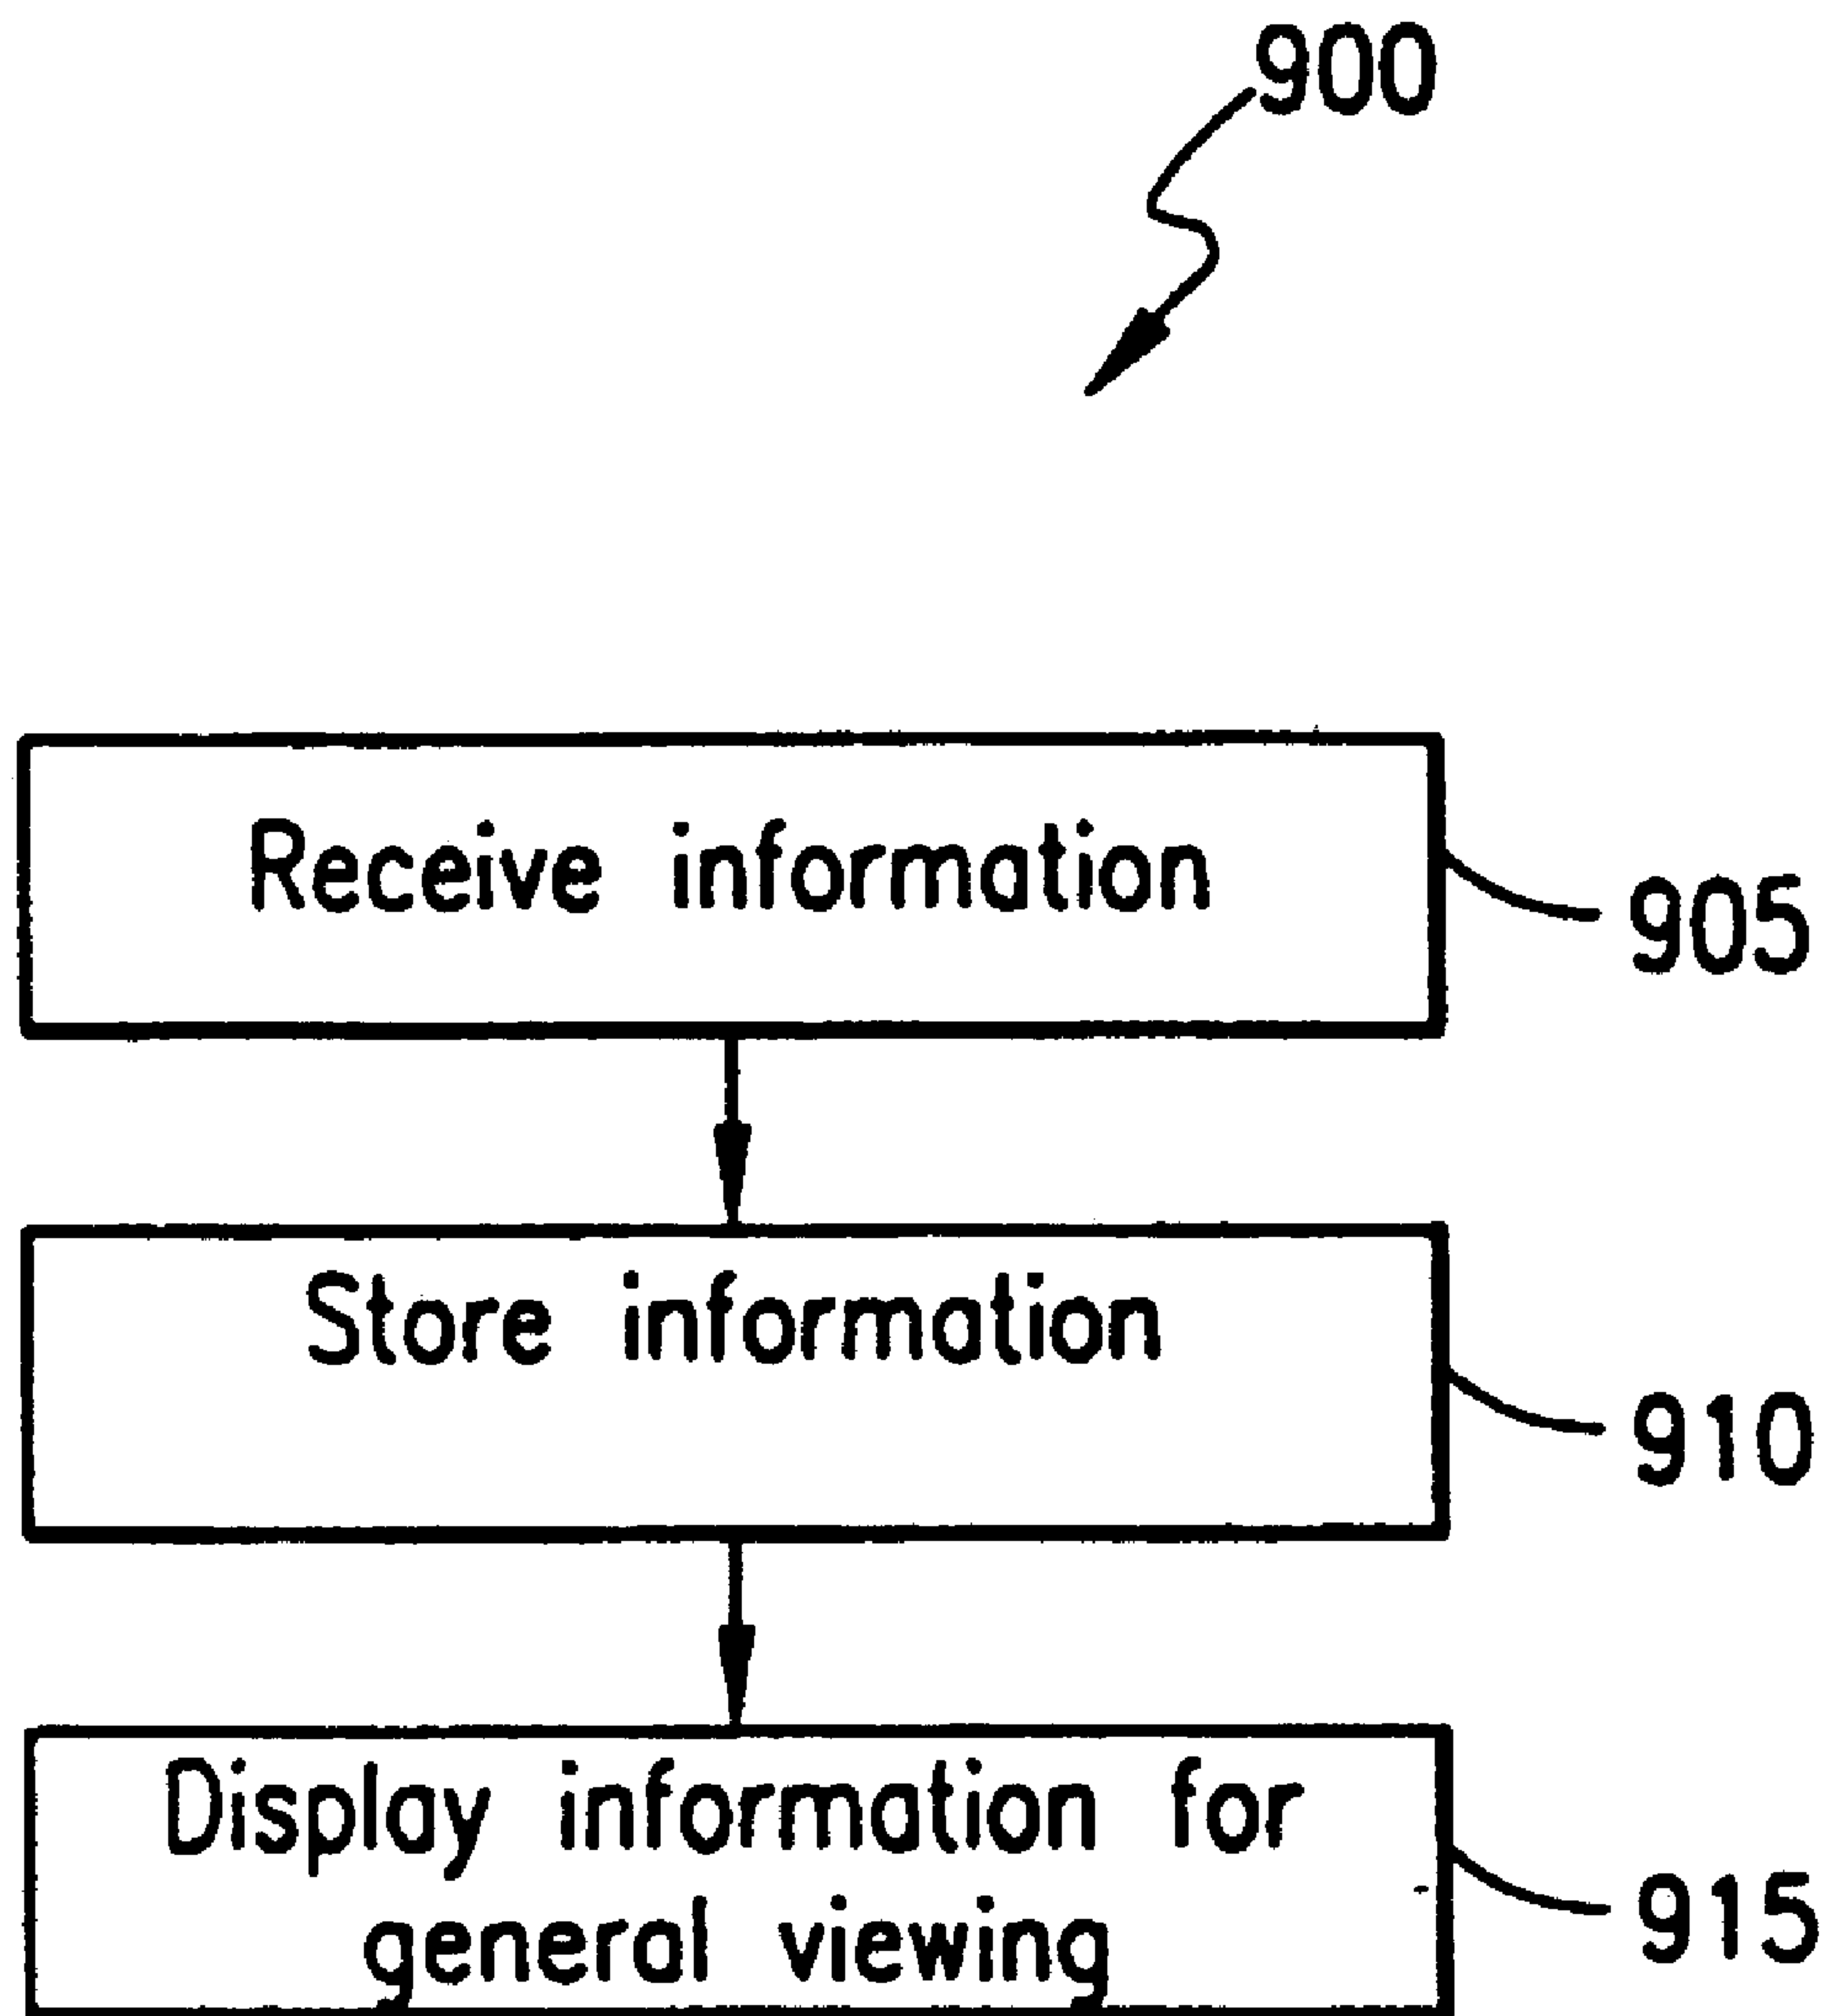 900
Receive information
905
Store information
910
Display information for
general viewing
915